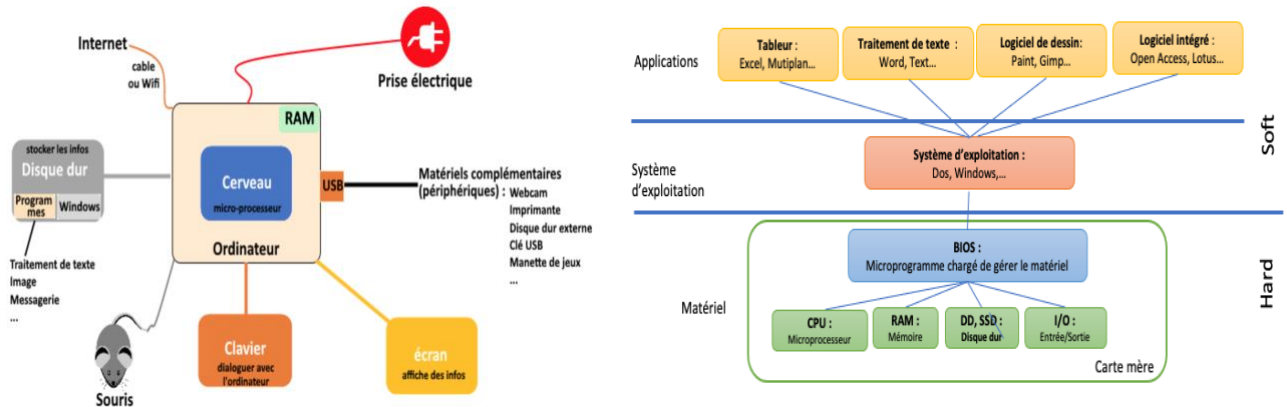 Internet
cable
ou Wifi
Prise électrique
RAM
stocker les infos
Disque dur
Program
mes
Windows
Cerveau
micro-processeur
USB
Matériels complémentaires
(périphériques) :
Webcam
Imprimante
Disque dur externe
Clé USB
Manette de jeux
...
Ordinateur
Traitement de texte
Image
Messagerie
...
Souris
Clavier
dialoguer avec
l'ordinateur
écran
affiche des infos
Applications
Tableur :
Excel, Mutiplan...
Traitement de texte :
Word, Text...
Logiciel de dessin:
Paint, Gimp...
Logiciel intégré :
Open Access, Lotus...
Soft
Système
d'exploitation
Système d'exploitation :
Dos, Windows,...
Hard
Matériel
BIOS :
Microprogramme chargé de gérer le matériel
CPU :
Microprocesseur
RAM :
Mémoire
DD, SSD :
Disque dur
I/O :
Entrée/Sortie
Carte mère